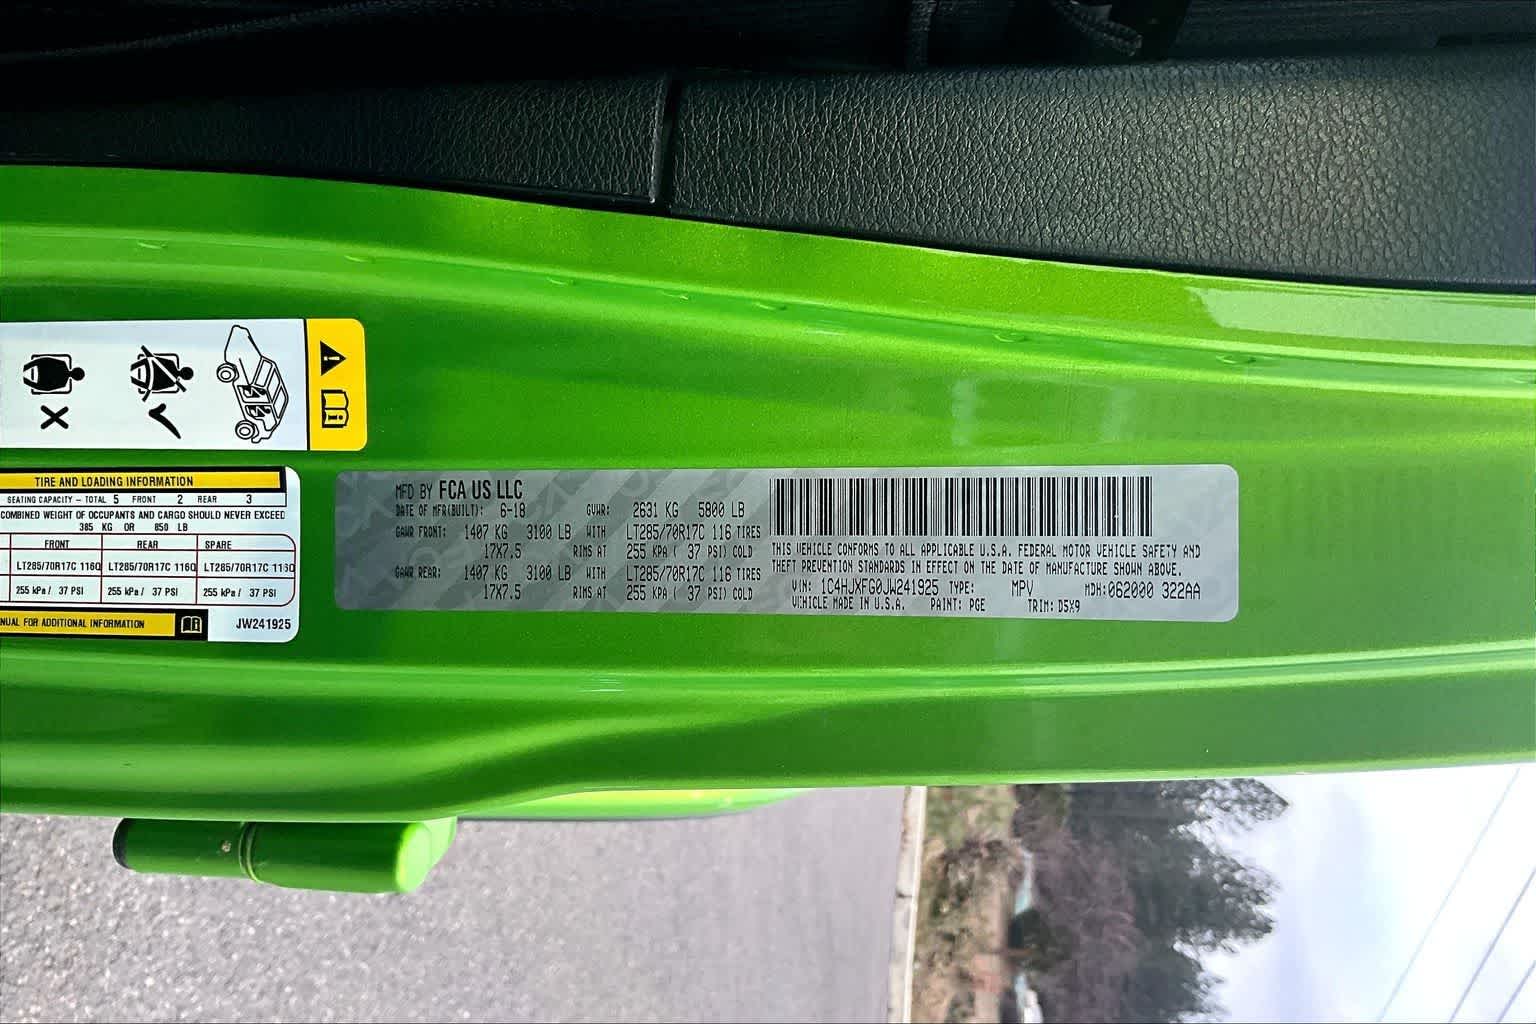 TIRE AND LOADING INFORMATION
SEATING CAPACITY - TOTAL 5 FRONT 2 REAR 3
COMBINED WEIGHT OF OCCUPANTS AND CARGO SHOULD NEVER EXCEED
385 KG OR 850 LB
FRONT REAR SPARE
LT285/70R17C 116Q LT285/70R17C 116Q LT285/70R17C 113Q
255 kPa / 37 PSI 255 kPa / 37 PSI 255 kPa / 37 PSI
NUAL FOR ADDITIONAL INFORMATION
JW241925
MFD BY FCA US LLC
DATE OF MFR(BUILT): 6-18 GVWR: 2631 KG 5800 LB
GAWR FRONT: 1407 KG 3100 LB WITH LT285/70R17C 116 TIRES
17X7.5 RIMS AT 255 KPA ( 37 PSI) COLD
GAWR REAR: 1407 KG 3100 LB WITH LT285/70R17C 116 TIRES
17X7.5 RIMS AT 255 KPA ( 37 PSI) COLD
THIS VEHICLE CONFORMS TO ALL APPLICABLE U.S.A. FEDERAL MOTOR VEHICLE SAFETY AND
THEFT PREVENTION STANDARDS IN EFFECT ON THE DATE OF MANUFACTURE SHOWN ABOVE.
VIN: 1C4HJXFG0JW241925 TYPE: MPV MDH:062000 322AA
VEHICLE MADE IN U.S.A. PAINT: PGE TRIM: D5X9